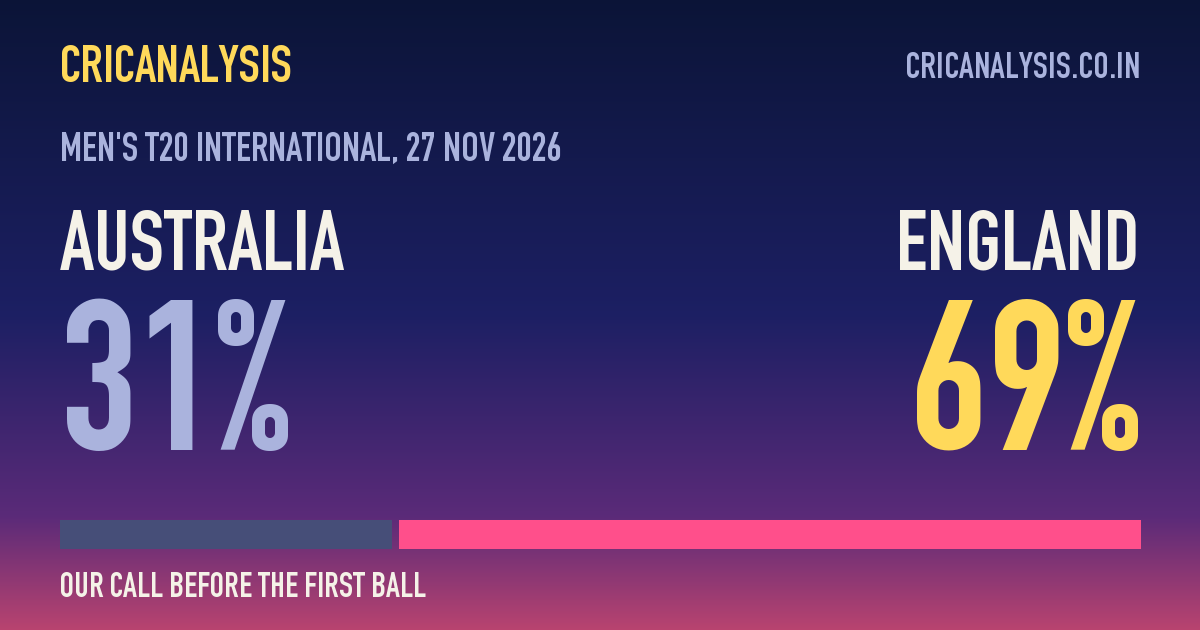 CRICANALYSIS
CRICANALYSIS.CO.IN
MEN'S T20 INTERNATIONAL, 27 NOV 2026
AUSTRALIA
ENGLAND
31%
69%
OUR CALL BEFORE THE FIRST BALL